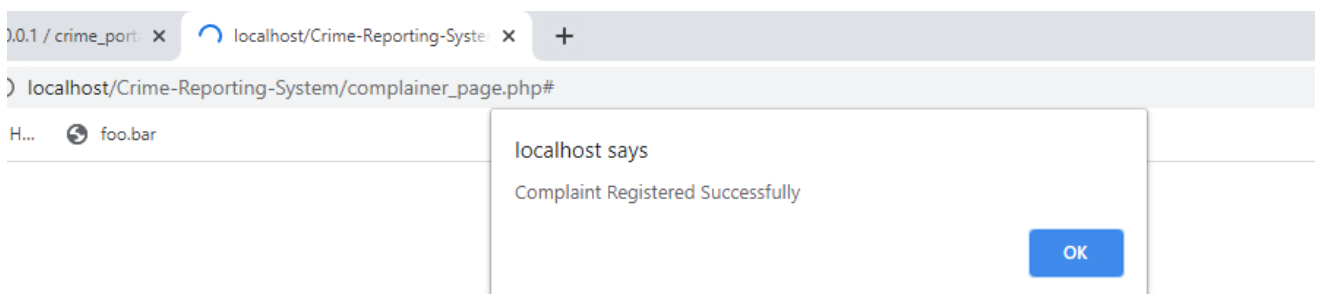 0.0.1 / crime_port
localhost/Crime-Reporting-Syste
localhost/Crime-Reporting-System/complainer_page.php#
H... foo.bar
localhost says
Complaint Registered Successfully
OK